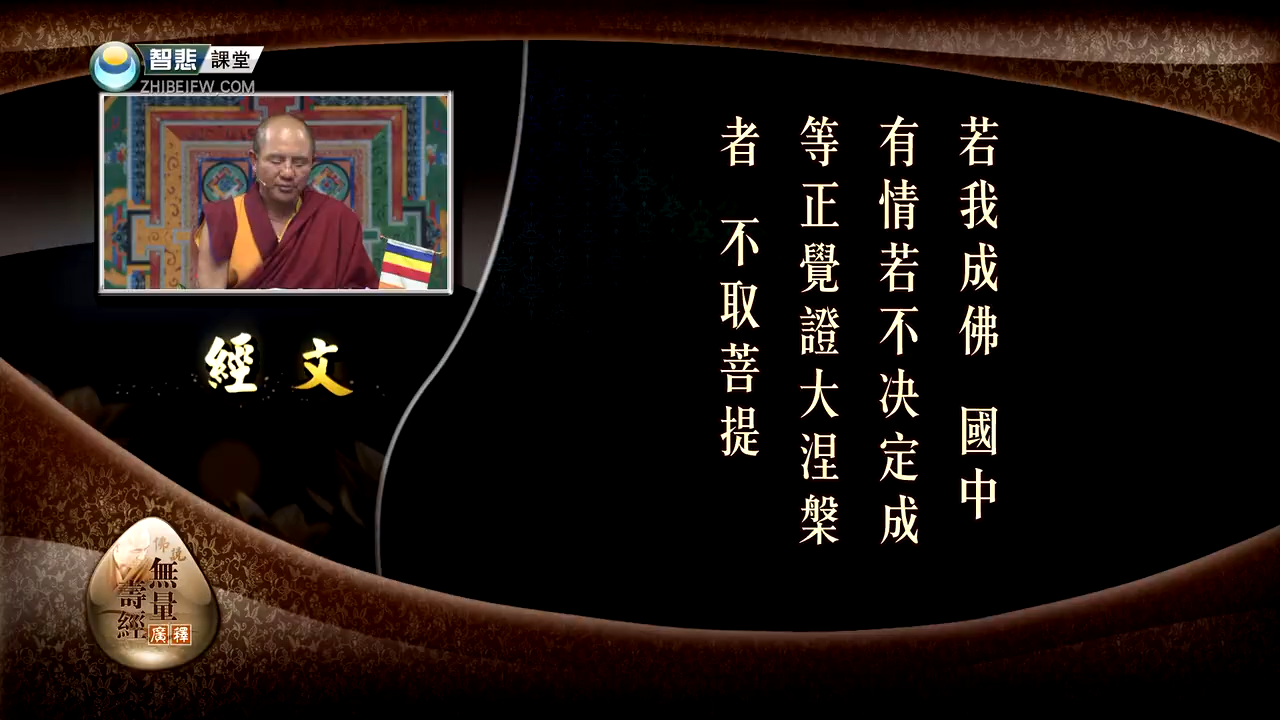 智悲課堂
ZHIBEIFW.COM
經文
若我成佛　國中
有情若不決定成
等正覺證大涅槃
者　不取菩提
佛說
無量
壽經
廣釋